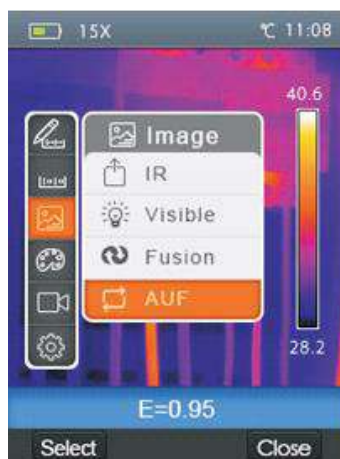 15X ℃ 11:08
40.6
Image
IR
Visible
Fusion
AUF
28.2
E=0.95
Select Close